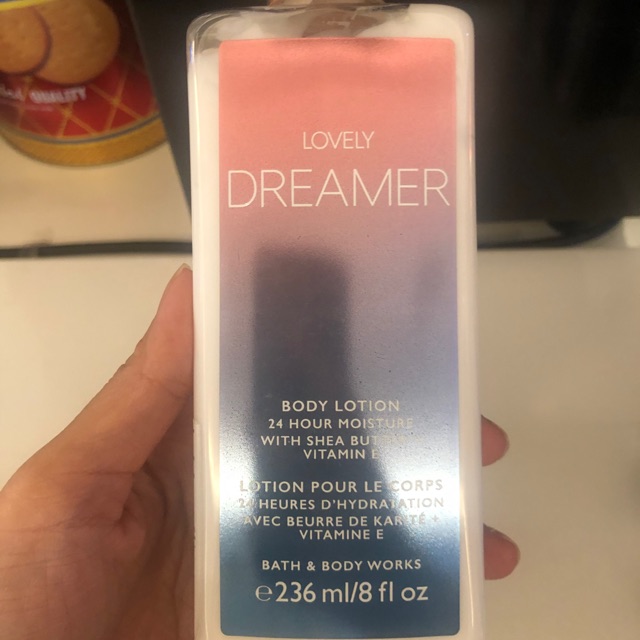 QUALITY
LOVELY
DREAMER
BODY LOTION
24 HOUR MOISTURE
WITH SHEA BUTTER
VITAMIN E
LOTION POUR LE CORPS
24 HEURES D'HYDRATATION
AVEC BEURRE DE KARITÉ +
VITAMINE E
BATH & BODY WORKS
℮236 ml/8 fl oz